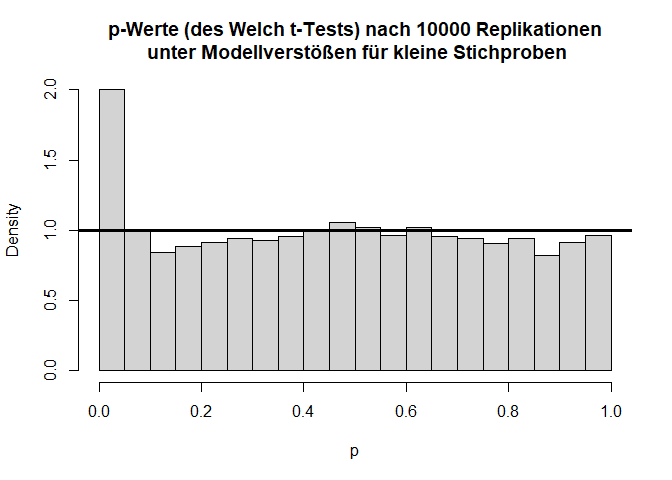 p-Werte (des Welch t-Tests) nach 10000 Replikationen
unter Modellverstößen für kleine Stichproben
Density
2.0
1.5
1.0
0.5
0.0
0.0 0.2 0.4 0.6 0.8 1.0
p